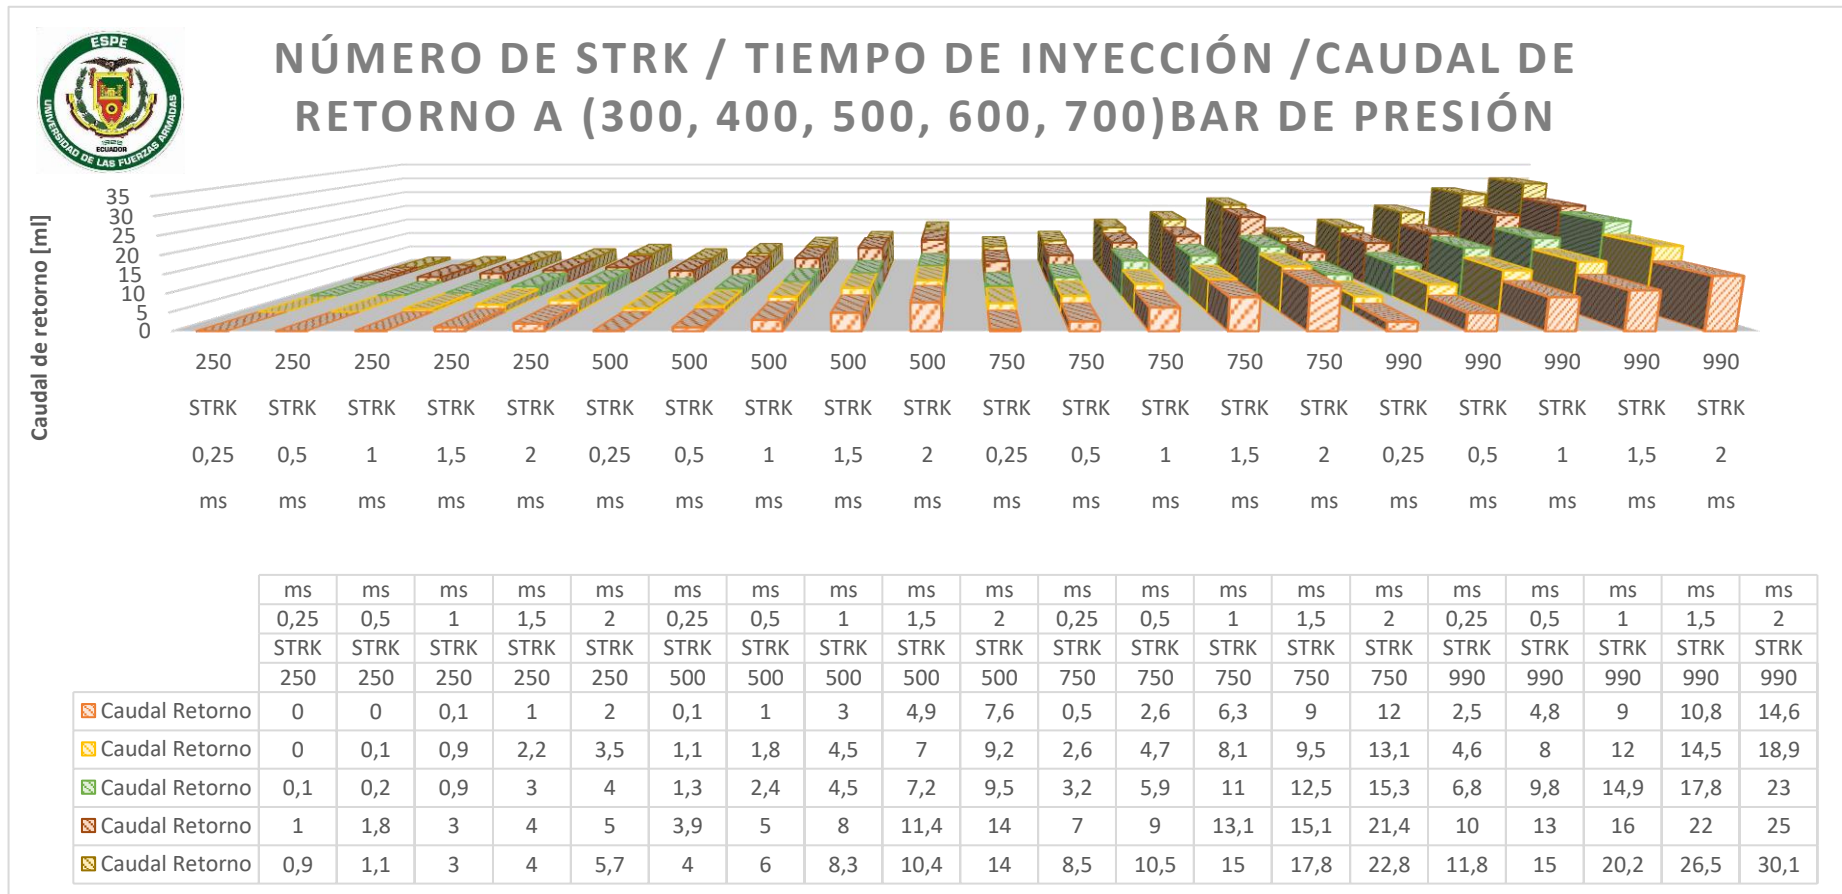 ESPE
UNIVERSIDAD DE LAS FUERZAS ARMADAS
ECUADOR
NÚMERO DE STRK / TIEMPO DE INYECCIÓN /CAUDAL DE
RETORNO A (300, 400, 500, 600, 700)BAR DE PRESIÓN
Caudal de retorno [ml]
35
30
25
20
15
10
5
0
250 250 250 250 250 500 500 500 500 500 750 750 750 750 750 990 990 990 990 990
STRK STRK STRK STRK STRK STRK STRK STRK STRK STRK STRK STRK STRK STRK STRK STRK STRK STRK STRK STRK
0,25 0,5 1 1,5 2 0,25 0,5 1 1,5 2 0,25 0,5 1 1,5 2 0,25 0,5 1 1,5 2
ms ms ms ms ms ms ms ms ms ms ms ms ms ms ms ms ms ms ms ms
ms ms ms ms ms ms ms ms ms ms ms ms ms ms ms ms ms ms ms ms
0,25 0,5 1 1,5 2 0,25 0,5 1 1,5 2 0,25 0,5 1 1,5 2 0,25 0,5 1 1,5 2
STRK STRK STRK STRK STRK STRK STRK STRK STRK STRK STRK STRK STRK STRK STRK STRK STRK STRK STRK STRK
250 250 250 250 250 500 500 500 500 500 750 750 750 750 750 990 990 990 990 990
Caudal Retorno 0 0 0,1 1 2 0,1 1 3 4,9 7,6 0,5 2,6 6,3 9 12 2,5 4,8 9 10,8 14,6
Caudal Retorno 0 0,1 0,9 2,2 3,5 1,1 1,8 4,5 7 9,2 2,6 4,7 8,1 9,5 13,1 4,6 8 12 14,5 18,9
Caudal Retorno 0,1 0,2 0,9 3 4 1,3 2,4 4,5 7,2 9,5 3,2 5,9 11 12,5 15,3 6,8 9,8 14,9 17,8 23
Caudal Retorno 1 1,8 3 4 5 3,9 5 8 11,4 14 7 9 13,1 15,1 21,4 10 13 16 22 25
Caudal Retorno 0,9 1,1 3 4 5,7 4 6 8,3 10,4 14 8,5 10,5 15 17,8 22,8 11,8 15 20,2 26,5 30,1